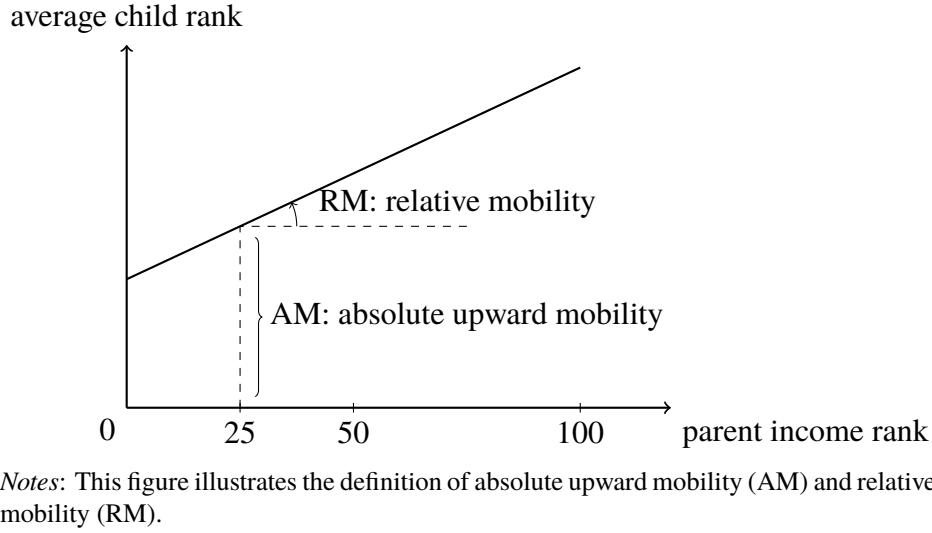 average child rank
RM: relative mobility
AM: absolute upward mobility
0 25 50 100 parent income rank
Notes: This figure illustrates the definition of absolute upward mobility (AM) and relative
mobility (RM).